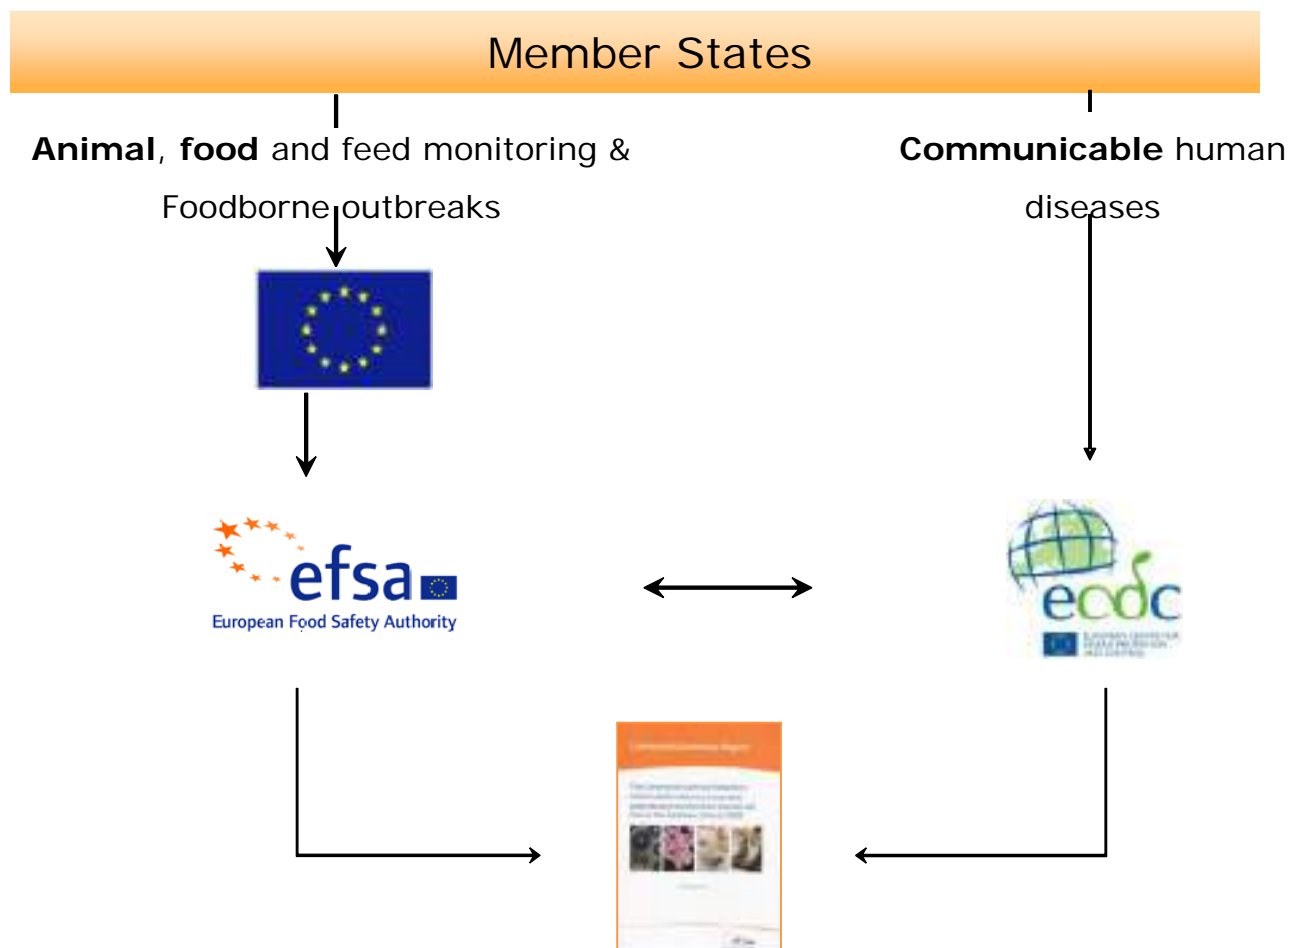 Member States
Animal, food and feed monitoring &
Foodborne outbreaks
Communicable human
diseases
efsa
European Food Safety Authority
ecdc